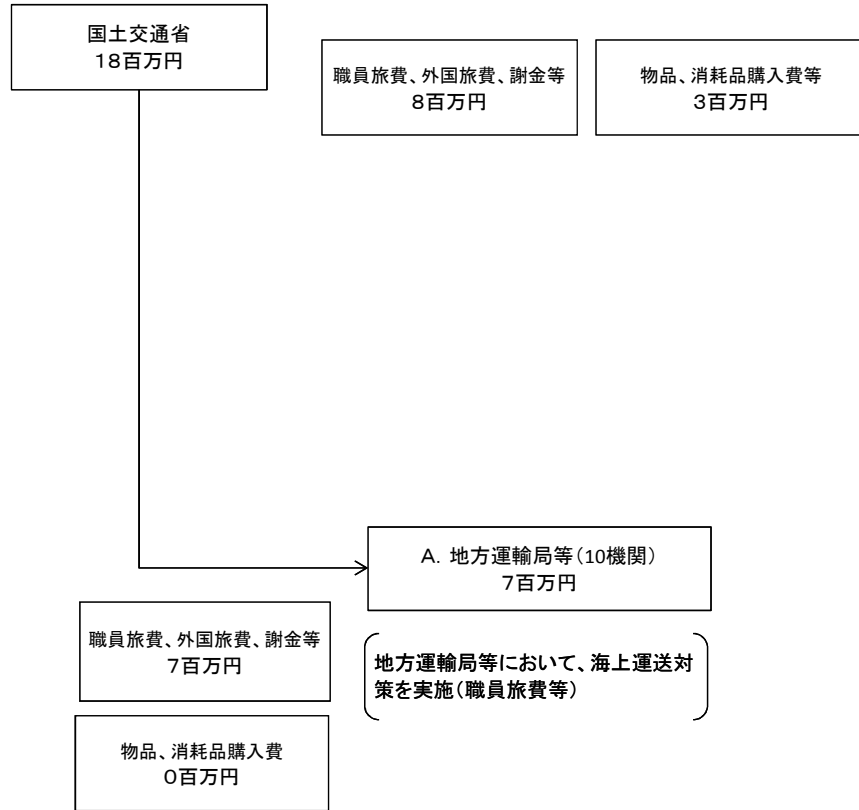 国土交通省
18百万円
職員旅費、外国旅費、謝金等
8百万円
物品、消耗品購入費等
3百万円
A. 地方運輸局等（10機関）
7百万円
職員旅費、外国旅費、謝金等
7百万円
地方運輸局等において、海上運送対
策を実施（職員旅費等）
物品、消耗品購入費
0百万円